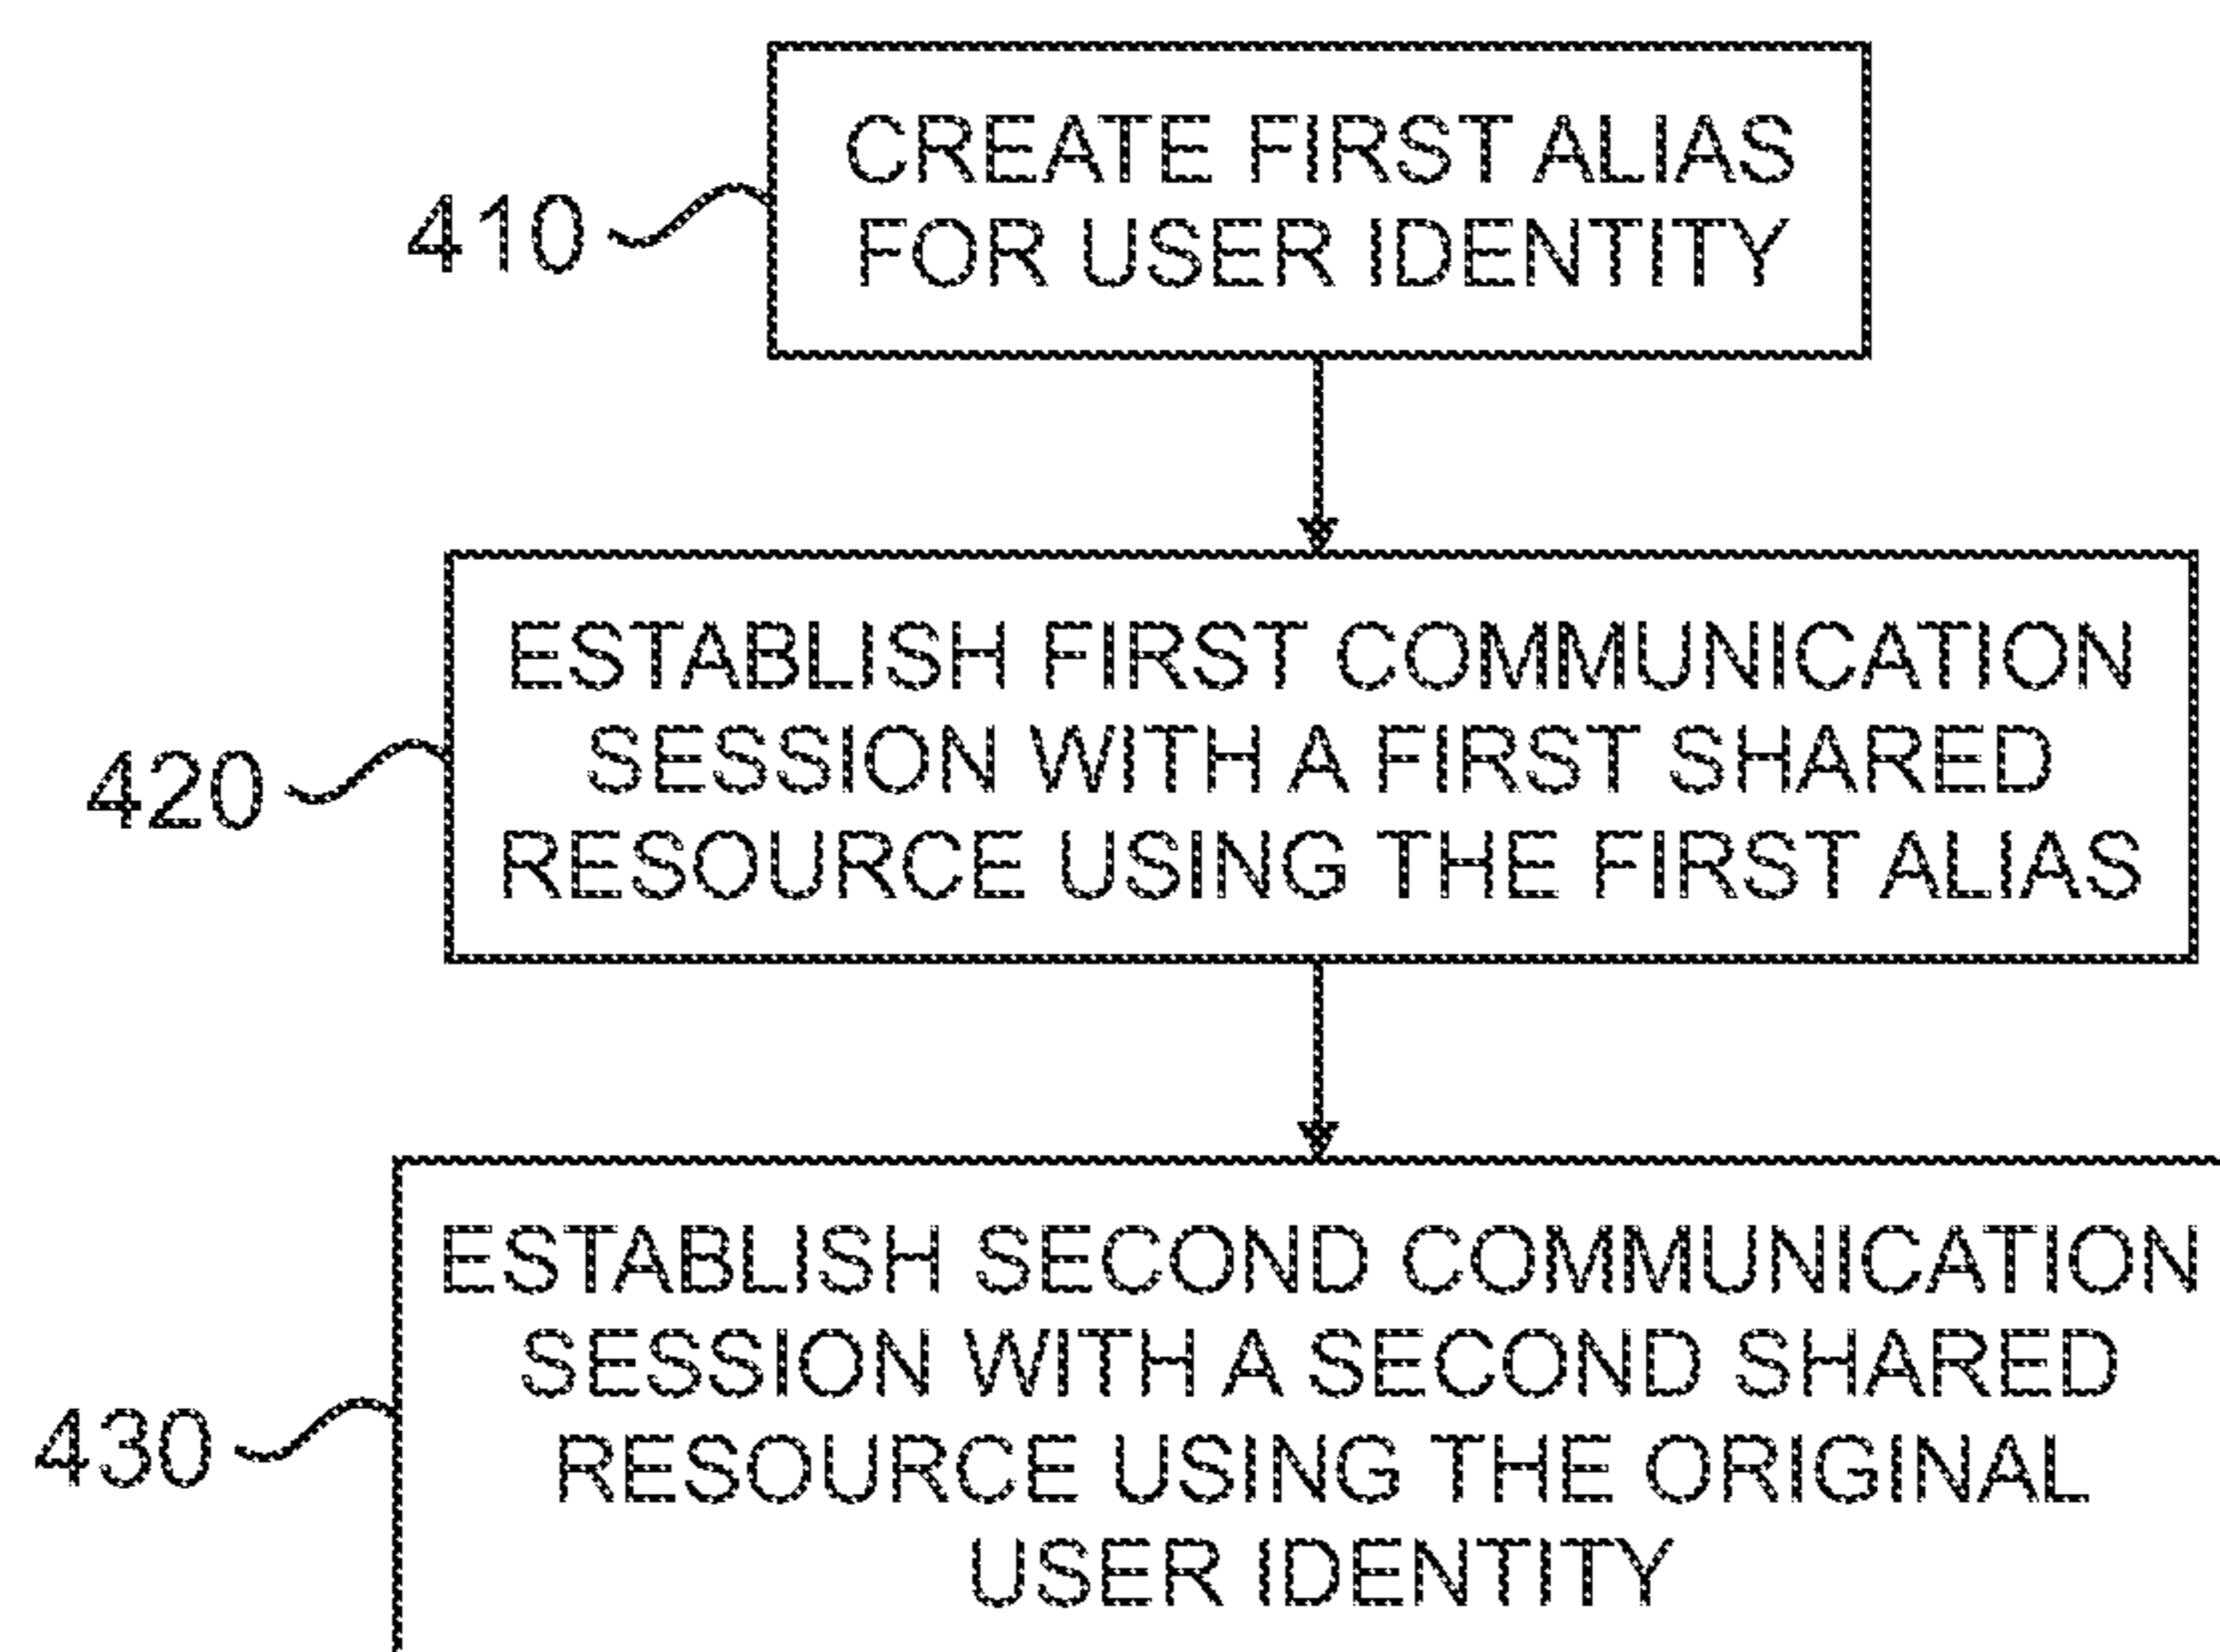 410
CREATE FIRST ALIAS
FOR USER IDENTITY
420
ESTABLISH FIRST COMMUNICATION
SESSION WITH A FIRST SHARED
RESOURCE USING THE FIRST ALIAS
430
ESTABLISH SECOND COMMUNICATION
SESSION WITH A SECOND SHARED
RESOURCE USING THE ORIGINAL
USER IDENTITY